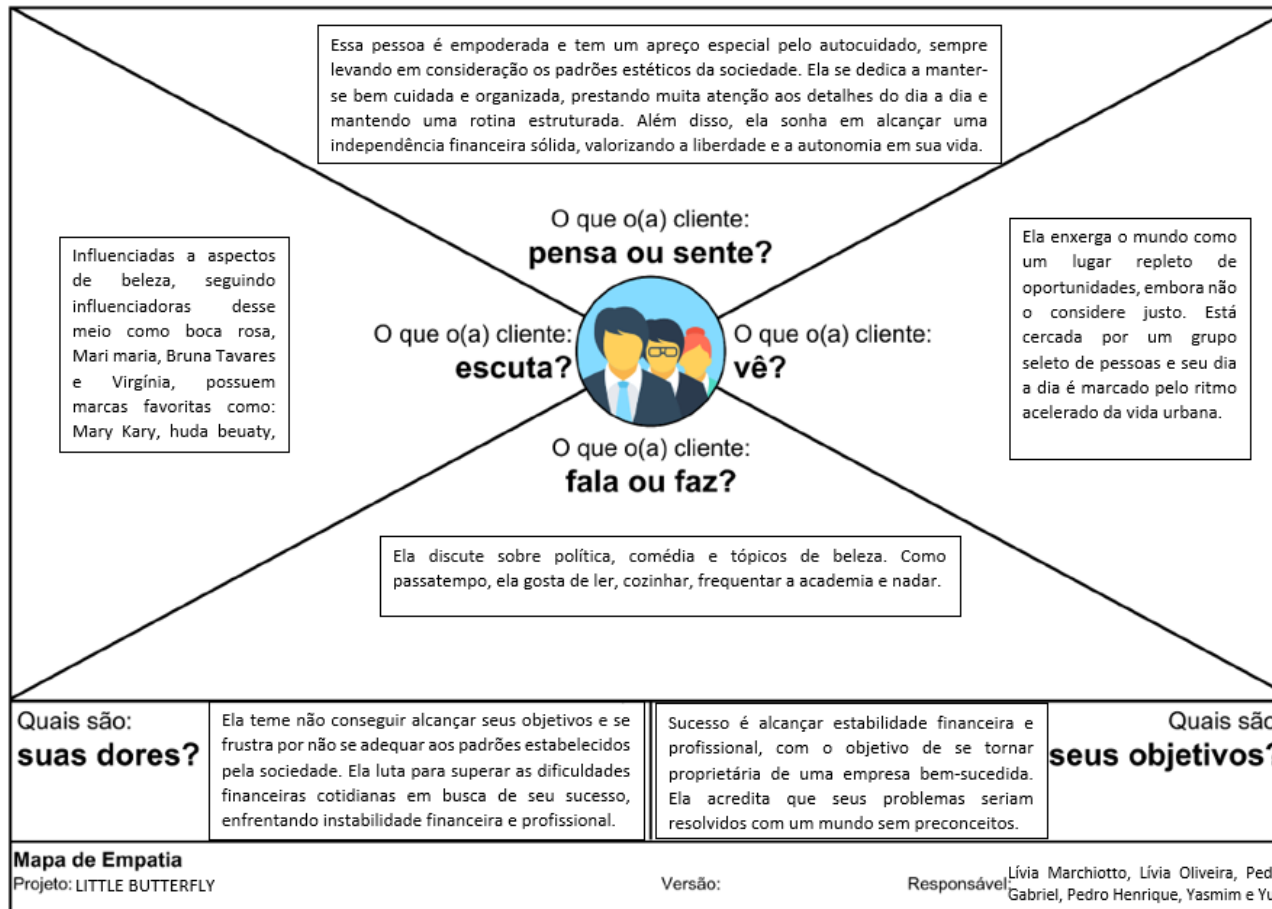 Essa pessoa é empoderada e tem um apreço especial pelo autocuidado, sempre
levando em consideração os padrões estéticos da sociedade. Ela se dedica a manter-
se bem cuidada e organizada, prestando muita atenção aos detalhes do dia a dia e
mantendo uma rotina estruturada. Além disso, ela sonha em alcançar uma
independência financeira sólida, valorizando a liberdade e a autonomia em sua vida.
O que o(a) cliente:
pensa ou sente?
Influenciadas a aspectos
de beleza, seguindo
influenciadoras desse
meio como boca rosa,
Mari maria, Bruna Tavares
e Virgínia, possuem
marcas favoritas como:
Mary Kary, huda beuaty,
O que o(a) cliente:
escuta?
O que o(a) cliente:
vê?
Ela enxerga o mundo como
um lugar repleto de
oportunidades, embora não
o considere justo. Está
cercada por um grupo
seleto de pessoas e seu dia
a dia é marcado pelo ritmo
acelerado da vida urbana.
O que o(a) cliente:
fala ou faz?
Ela discute sobre política, comédia e tópicos de beleza. Como
passatempo, ela gosta de ler, cozinhar, frequentar a academia e nadar.
Quais são:
suas dores?
Ela teme não conseguir alcançar seus objetivos e se
frustra por não se adequar aos padrões estabelecidos
pela sociedade. Ela luta para superar as dificuldades
financeiras cotidianas em busca de seu sucesso,
enfrentando instabilidade financeira e profissional.
Sucesso é alcançar estabilidade financeira e
profissional, com o objetivo de se tornar
proprietária de uma empresa bem-sucedida.
Ela acredita que seus problemas seriam
resolvidos com um mundo sem preconceitos.
Quais são
seus objetivos?
Mapa de Empatia
Projeto: LITTLE BUTTERFLY
Versão:
Responsável:
Lívia Marchiotto, Lívia Oliveira, Ped
Gabriel, Pedro Henrique, Yasmim e Yu